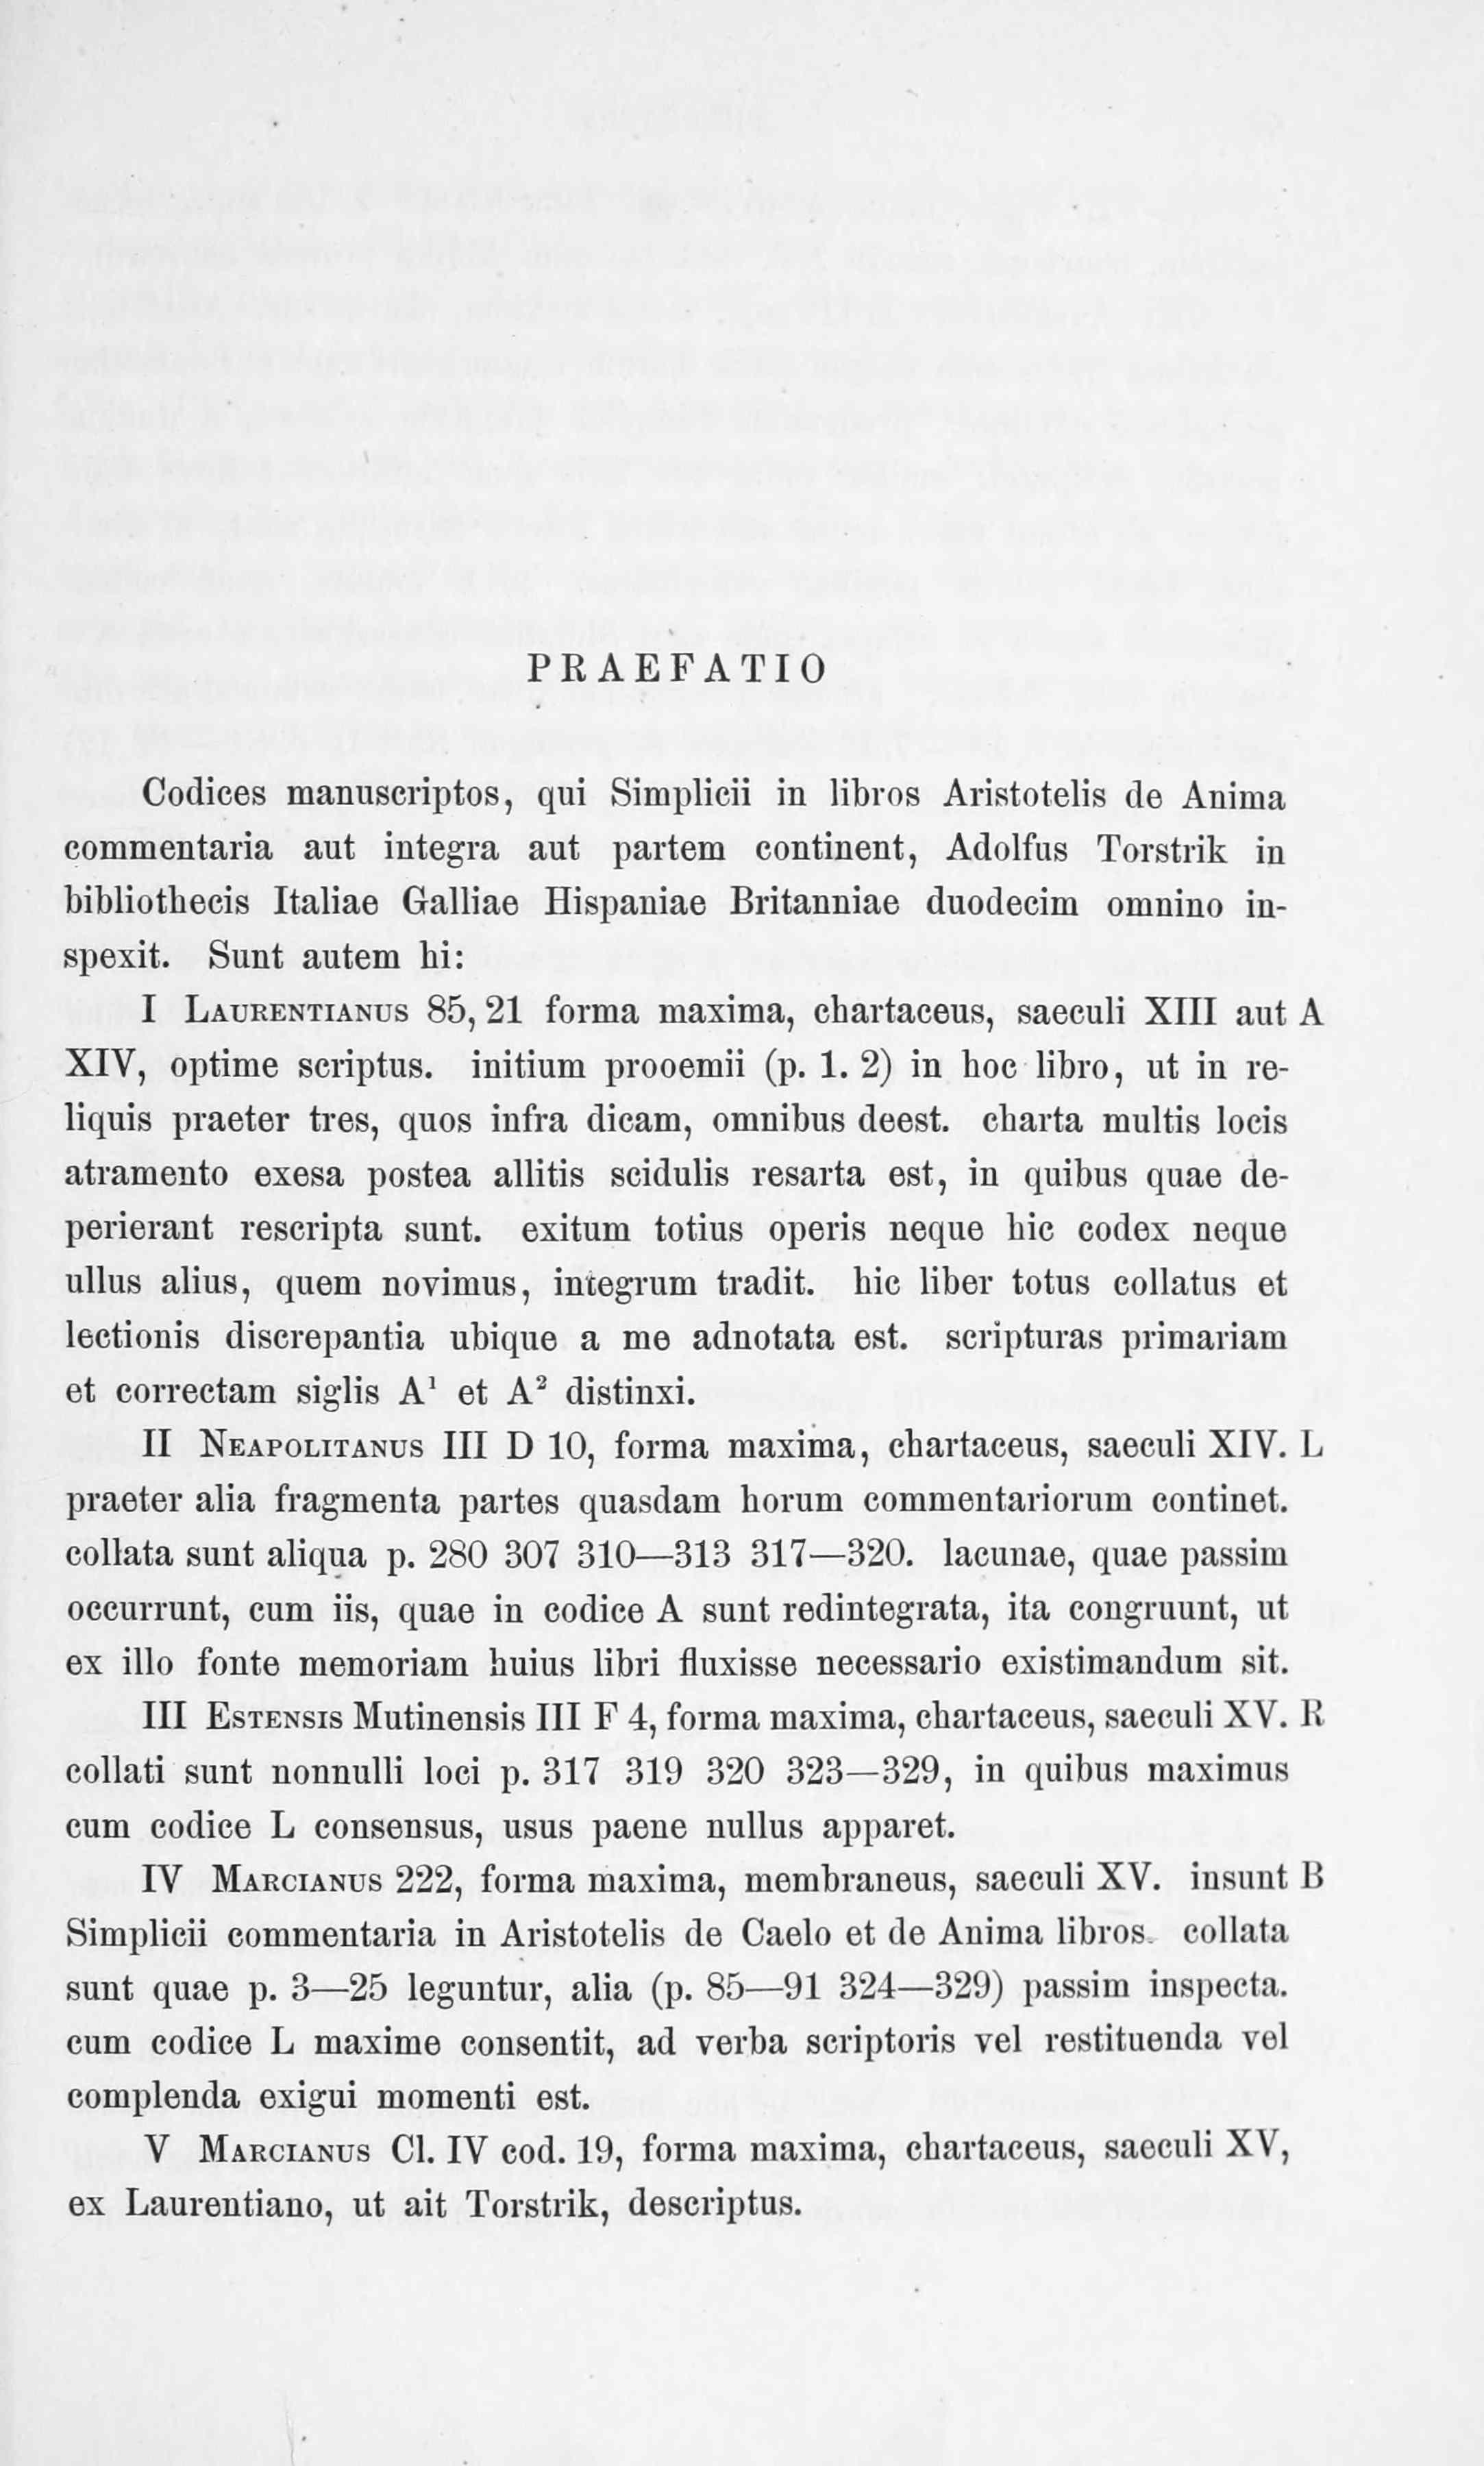 PRAEFATIO
Codices manuscriptos, qui Simplicii in libros Aristotelis de Anima
commentaria aut integra aut partem continent, Adolfus Torstrik in
bibliothecis Italiae Galliae Hispaniae Britanniae duodecim omnino in-
spexit. Sunt autem hi:
I LAURENTIANUS 85, 21 forma maxima, chartaceus, saeculi XIII aut A
XIV, optime scriptus. initium prooemii (p. 1. 2) in hoc libro, ut in re-
liquis praeter tres, quos infra dicam, omnibus deest. charta multis locis
atramento exesa postea allitis scidulis resarta est, in quibus quae de-
perierant rescripta sunt. exitum totius operis neque hic codex neque
ullus alius, quem novimus, integrum tradit. hic liber totus collatus et
lectionis discrepantia ubique a me adnotata est. scripturas primariam
et correctam siglis A¹ et A² distinxi.
II NEAPOLITANUS III D 10, forma maxima, chartaceus, saeculi XIV. L
praeter alia fragmenta partes quasdam horum commentariorum continet.
collata sunt aliqua p. 280 307 310—313 317—320. lacunae, quae passim
occurrunt, cum iis, quae in codice A sunt redintegrata, ita congruunt, ut
ex illo fonte memoriam huius libri fluxisse necessario existimandum sit.
III ESTENSIS Mutinensis III F 4, forma maxima, chartaceus, saeculi XV. R
collati sunt nonnulli loci p. 317 319 320 323—329, in quibus maximus
cum codice L consensus, usus paene nullus apparet.
IV MARCIANUS 222, forma maxima, membraneus, saeculi XV. insunt B
Simplicii commentaria in Aristotelis de Caelo et de Anima libros. collata
sunt quae p. 3—25 leguntur, alia (p. 85—91 324—329) passim inspecta.
cum codice L maxime consentit, ad verba scriptoris vel restituenda vel
complenda exigui momenti est.
V MARCIANUS Cl. IV cod. 19, forma maxima, chartaceus, saeculi XV,
ex Laurentiano, ut ait Torstrik, descriptus.